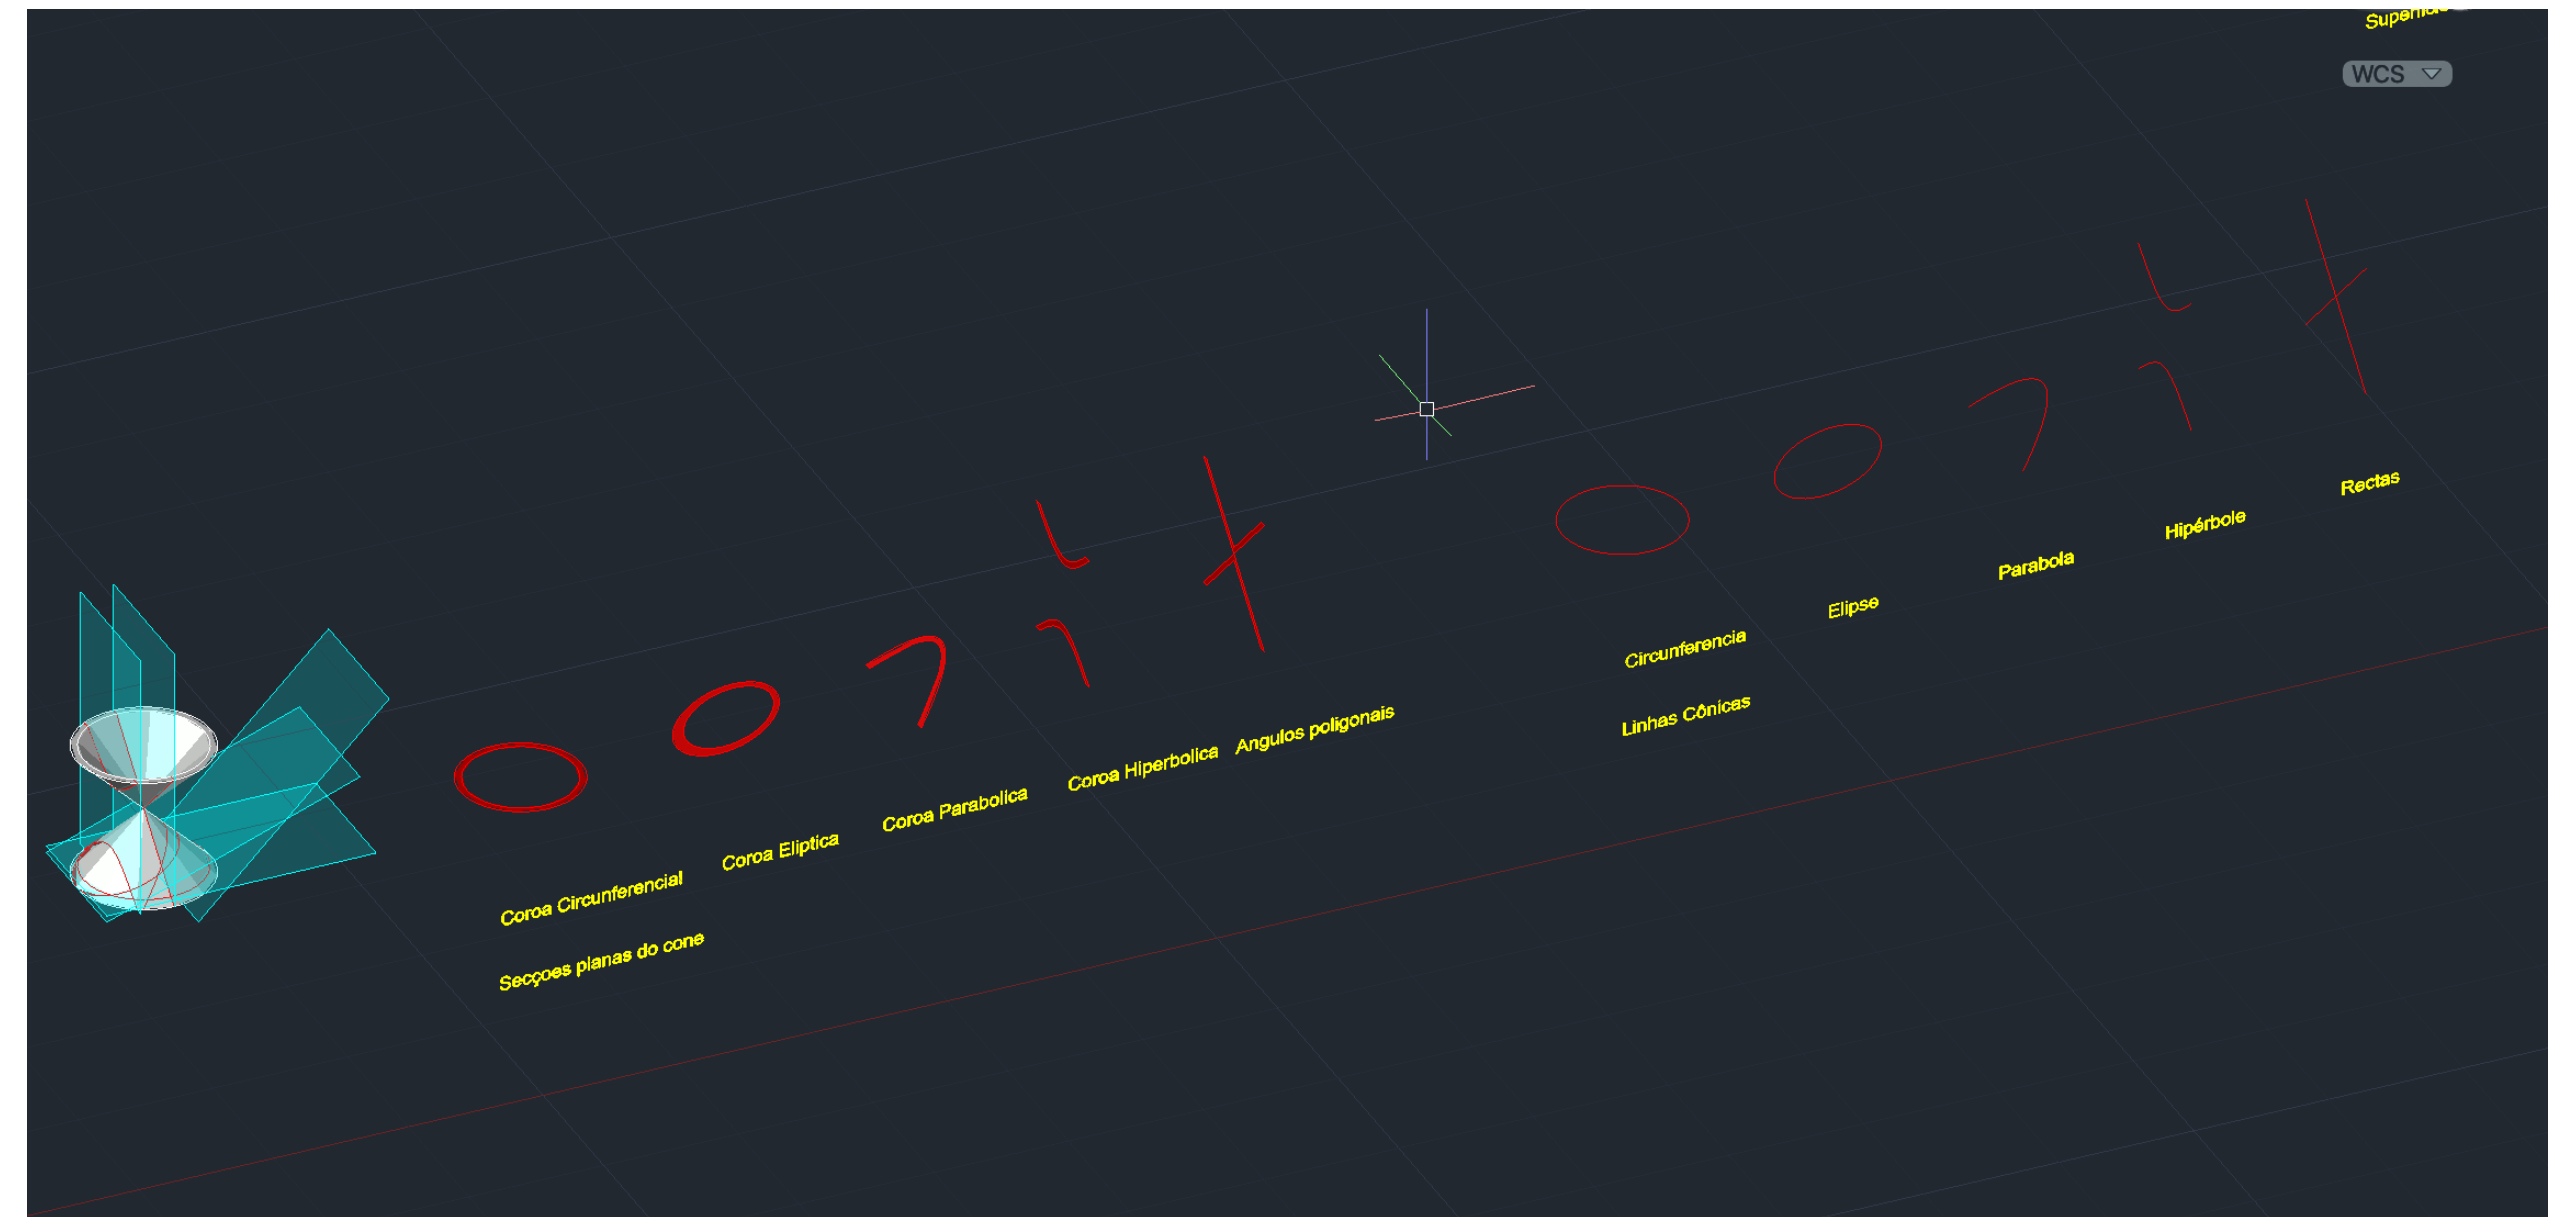 WCS
Rectas
Hipérbole
Parabola
Elipse
Circunferencia
Linhas Cônicas
Angulos poligonais
Coroa Hiperbolica
Coroa Parabolica
Coroa Eliptica
Coroa Circunferencial
Secçoes planas do cone